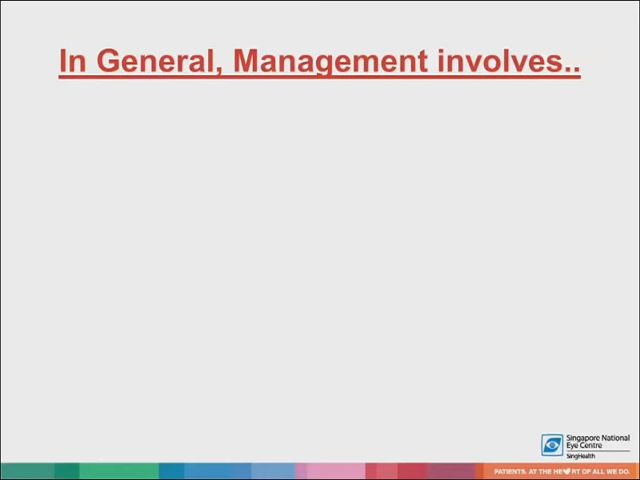 In General, Management involves..
Singapore National
Eye Centre
SingHealth
PATIENTS. AT THE HE RT OF ALL WE DO.